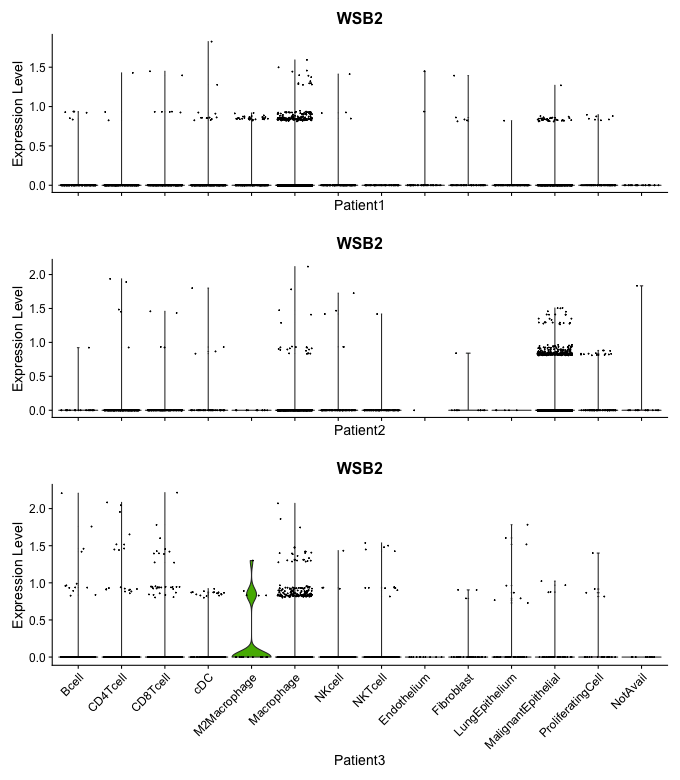 WSB2
Expression Level
1.5
1.0
0.5
0.0
Patient1
WSB2
Expression Level
2.0
1.5
1.0
0.5
0.0
Patient2
WSB2
Expression Level
2.0
1.5
1.0
0.5
0.0
Bcell
CD4Tcell
CD8Tcell
cDC
M2Macrophage
Macrophage
NKcell
NKTcell
Endothelium
Fibroblast
LungEpithelium
MalignantEpithelial
ProliferatingCell
NotAvail
Patient3